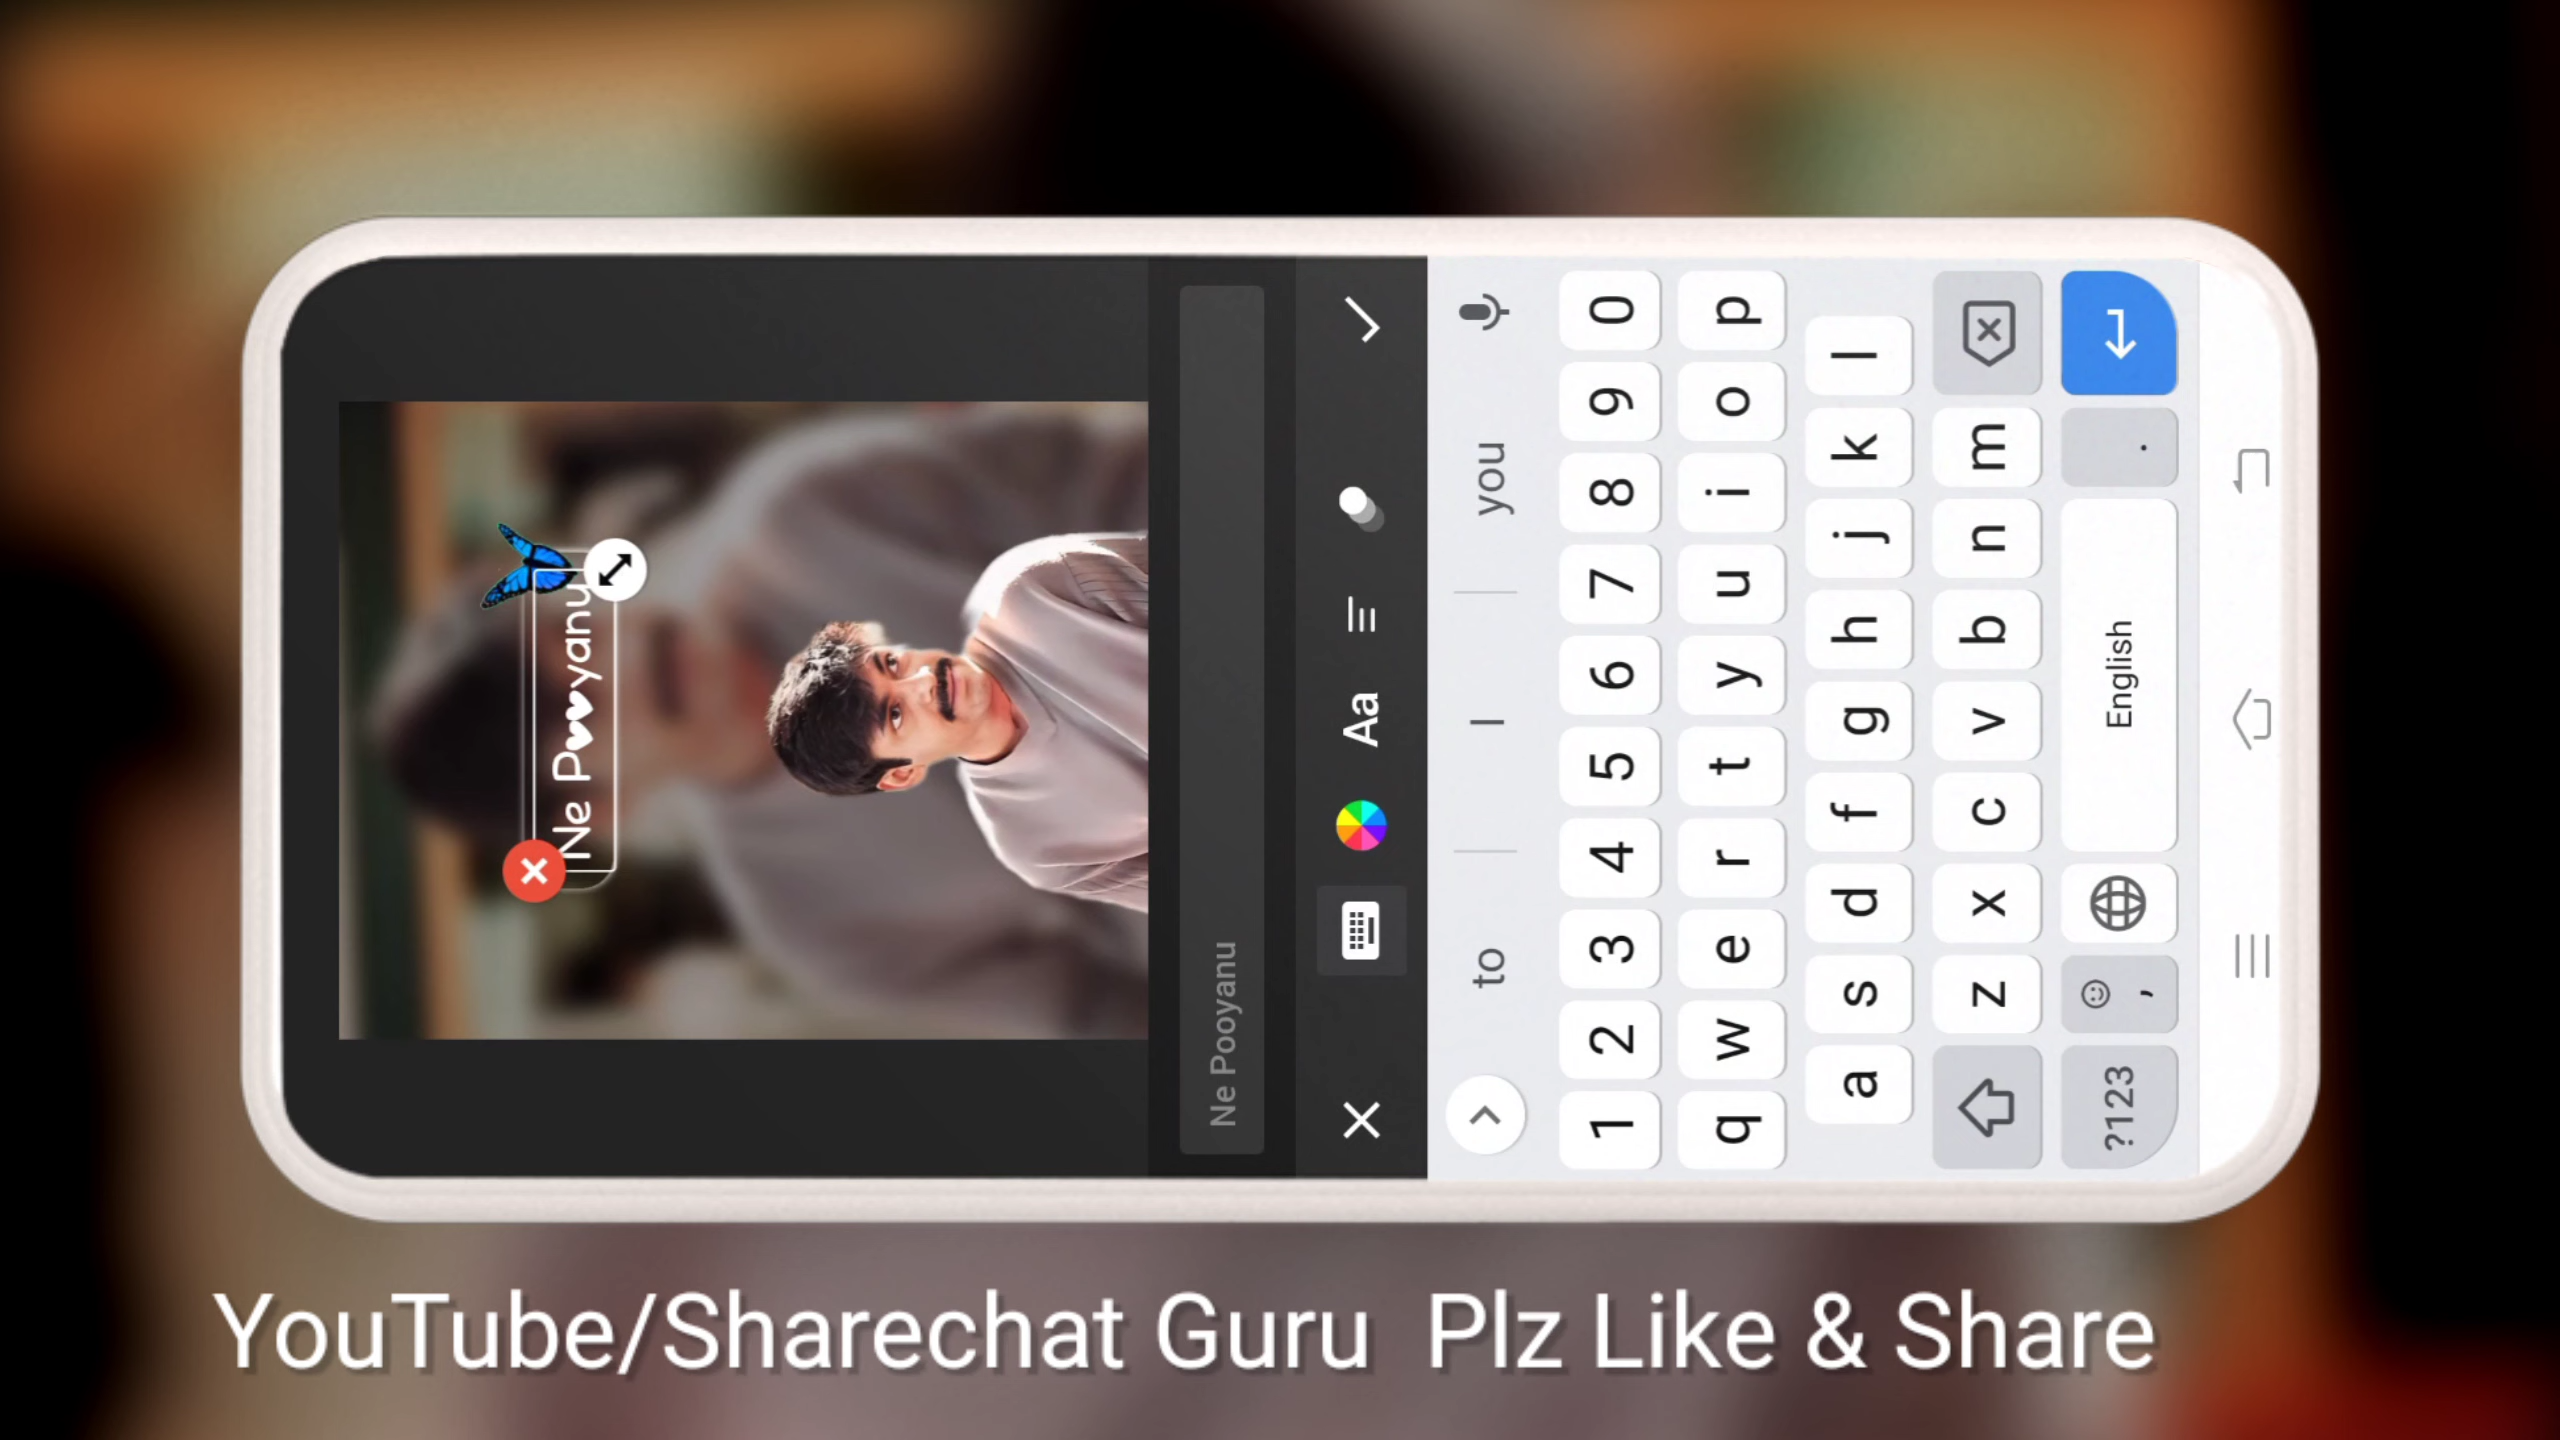 Ne P♥♥yanu
Ne Pooyanu
Aa
to I you
1 2 3 4 5 6 7 8 9 0
q w e r t y u i o p
a s d f g h j k l
z x c v b n m
?123 , English .
YouTube/Sharechat Guru Plz Like & Share